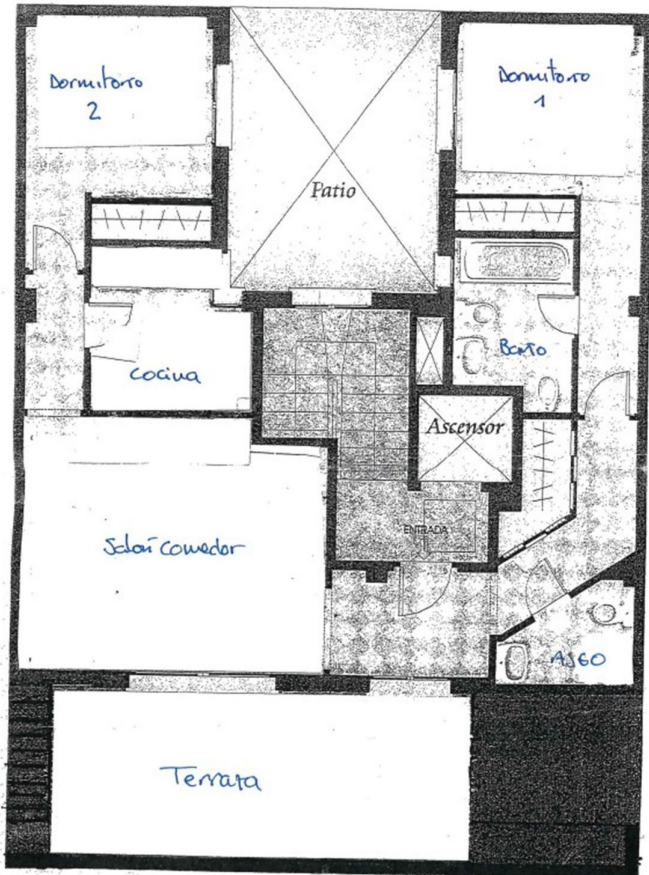 Dormitorio
2
Dormitorio
1
Patio
Cocina
Baño
Ascensor
ENTRADA
Salón Comedor
ASEO
Terraza